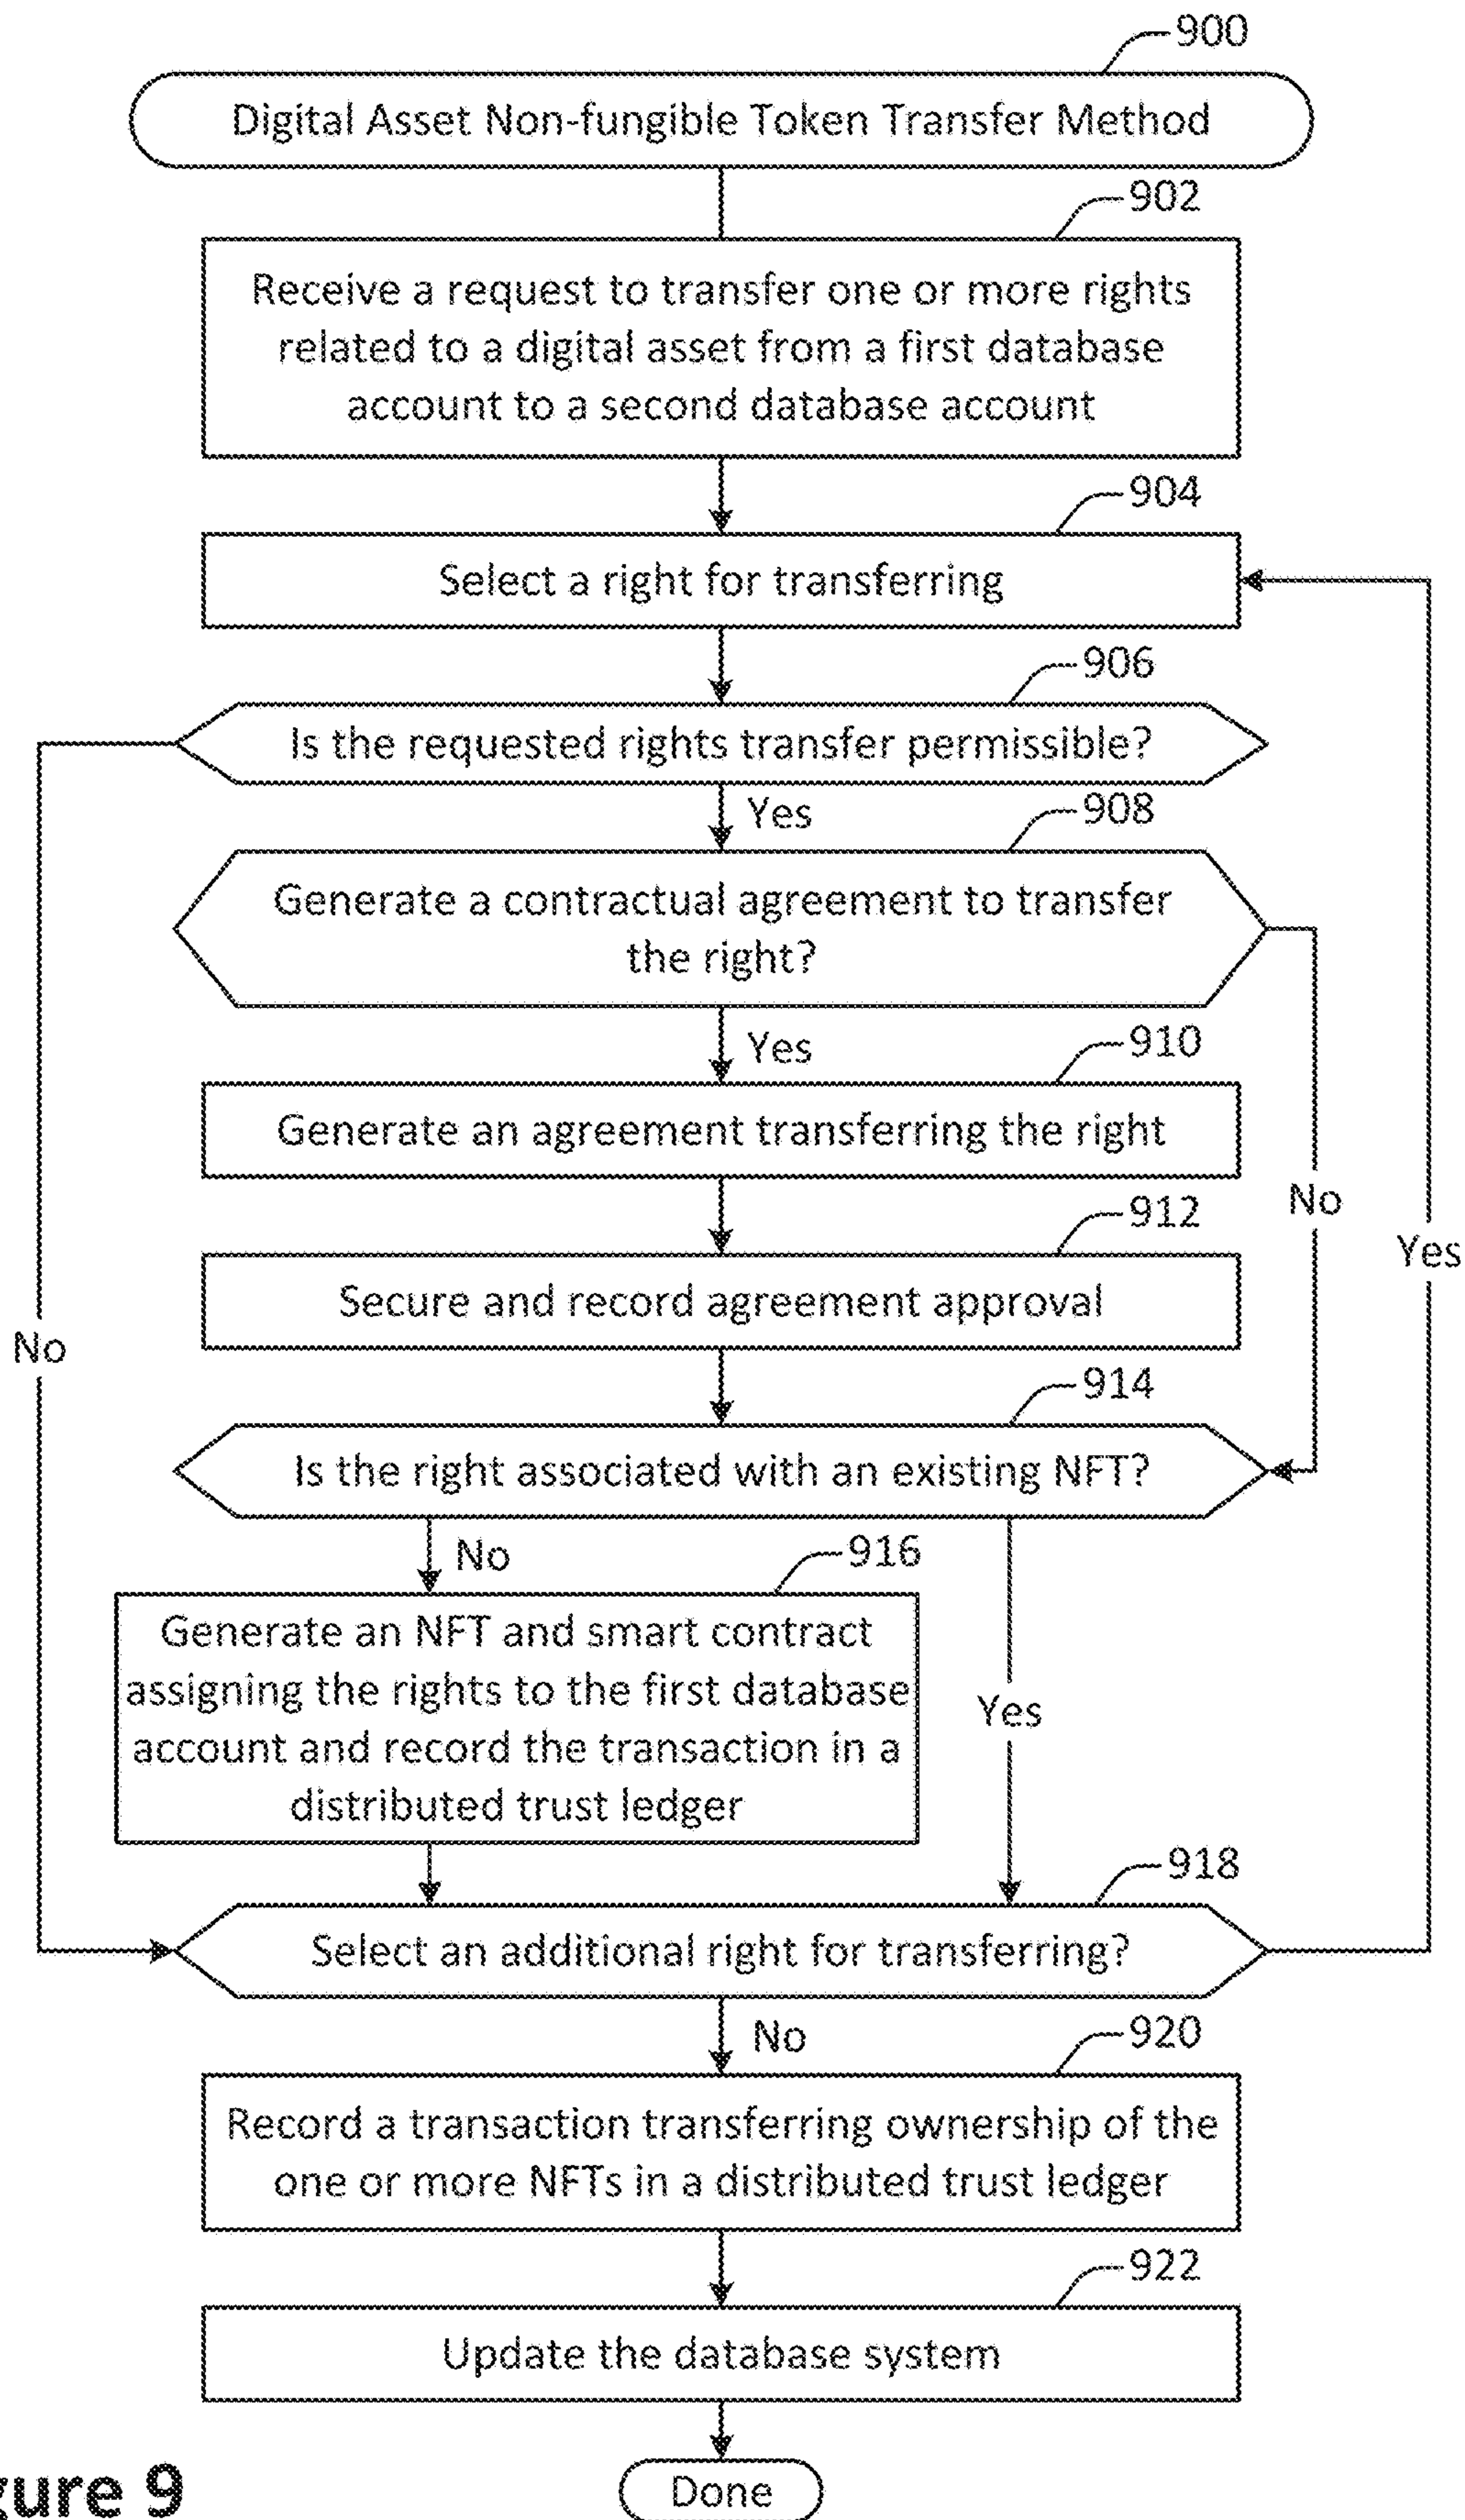 900
Digital Asset Non-fungible Token Transfer Method
902
Receive a request to transfer one or more rights
related to a digital asset from a first database
account to a second database account
904
Select a right for transferring
906
Is the requested rights transfer permissible?
Yes
908
Generate a contractual agreement to transfer
the right?
Yes
910
Generate an agreement transferring the right
No
912
Yes
Secure and record agreement approval
No
914
Is the right associated with an existing NFT?
No
916
Generate an NFT and smart contract
assigning the rights to the first database
account and record the transaction in a
distributed trust ledger
Yes
918
Select an additional right for transferring?
No
920
Record a transaction transferring ownership of the
one or more NFTs in a distributed trust ledger
922
Update the database system
Done
gure 9